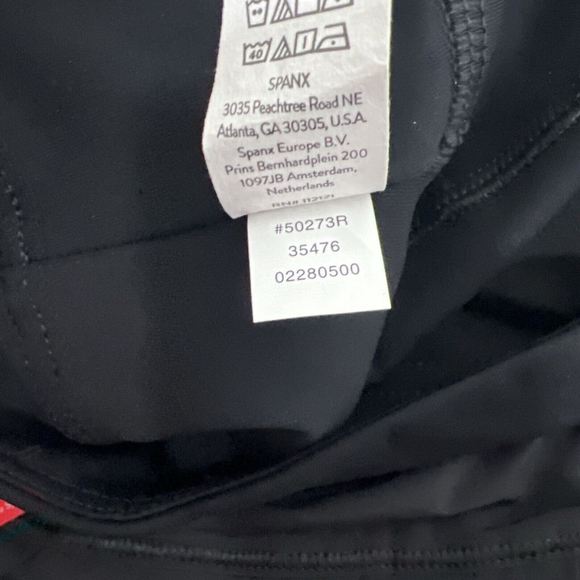 40
SPANX
3035 Peachtree Road NE
Atlanta, GA 30305, U.S.A.
Spanx Europe B.V.
Prins Bernhardplein 200
1097JB Amsterdam,
Netherlands
#50273R
35476
02280500